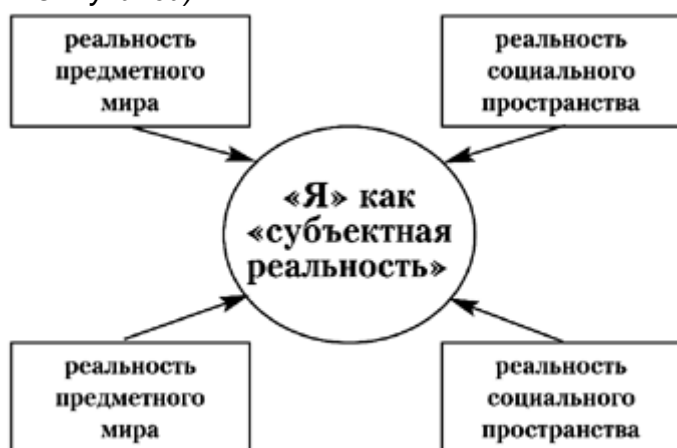 реальность
предметного
мира
реальность
социального
пространства
«Я» как
«субъектная
реальность»
реальность
предметного
мира
реальность
социального
пространства